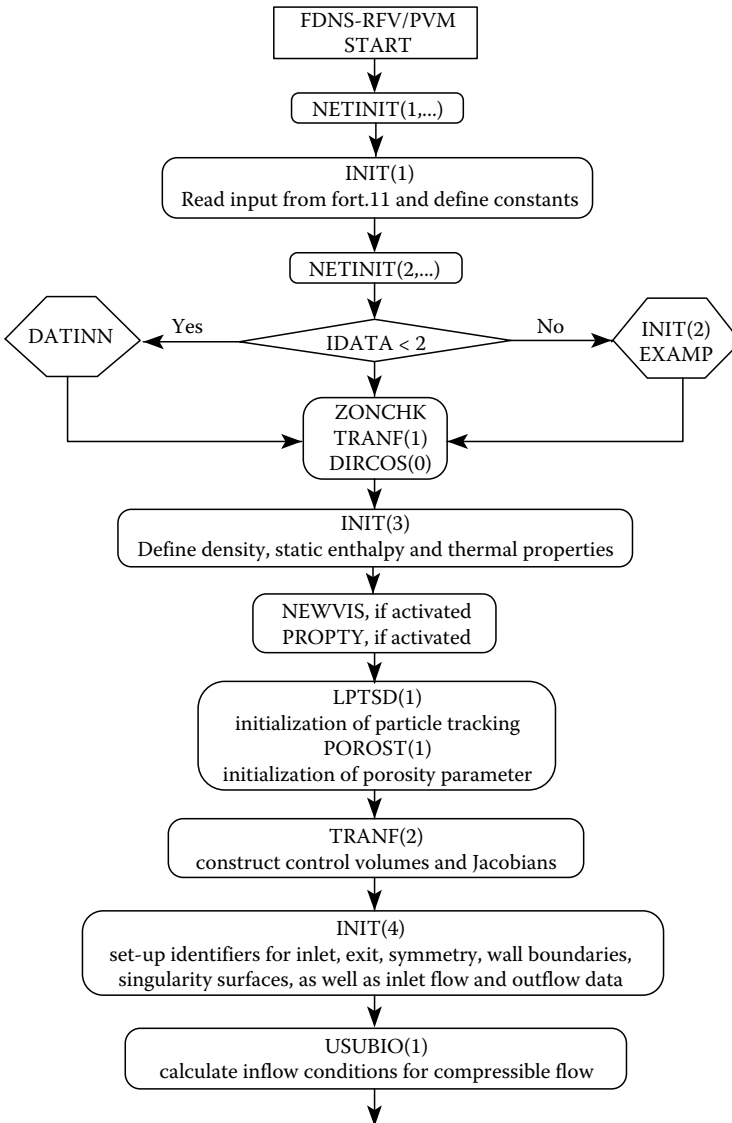 FDNS-RFV/PVM
START
NETINIT(1,...)
INIT(1)
Read input from fort.11 and define constants
NETINIT(2,...)
DATINN
Yes
IDATA < 2
No
INIT(2)
EXAMP
ZONCHK
TRANF(1)
DIRCOS(0)
INIT(3)
Define density, static enthalpy and thermal properties
NEWVIS, if activated
PROPTY, if activated
LPTSD(1)
initialization of particle tracking
POROST(1)
initialization of porosity parameter
TRANF(2)
construct control volumes and Jacobians
INIT(4)
set-up identifiers for inlet, exit, symmetry, wall boundaries,
singularity surfaces, as well as inlet flow and outflow data
USUBIO(1)
calculate inflow conditions for compressible flow